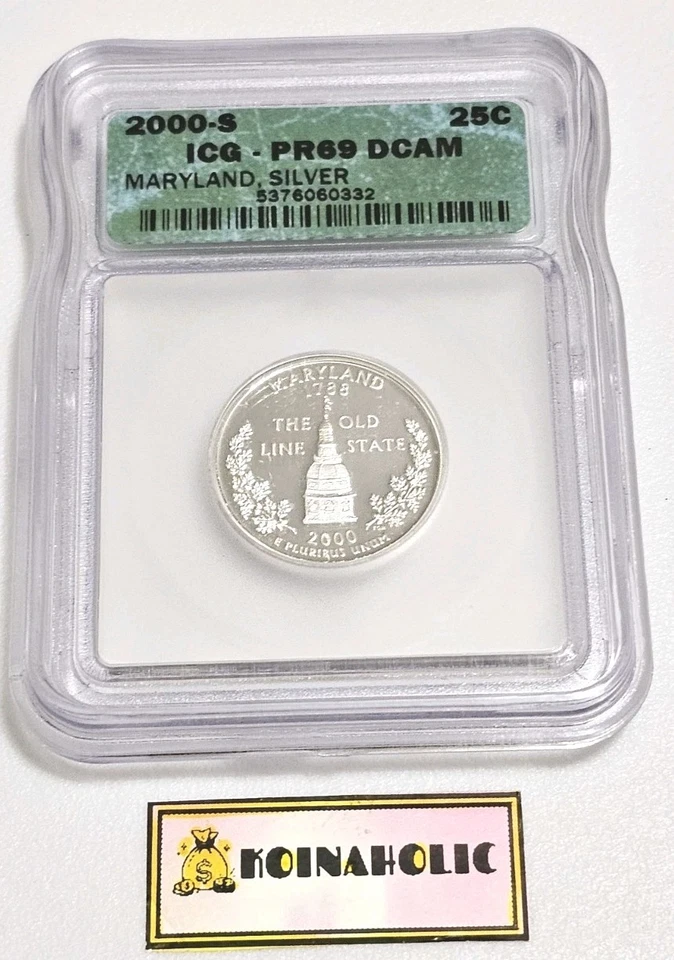 2000-S 25C
ICG - PR69 DCAM
MARYLAND, SILVER
5376060332
MARYLAND
1788
THE OLD
LINE STATE
2000
E PLURIBUS UNUM
$
KOINAHOLIC